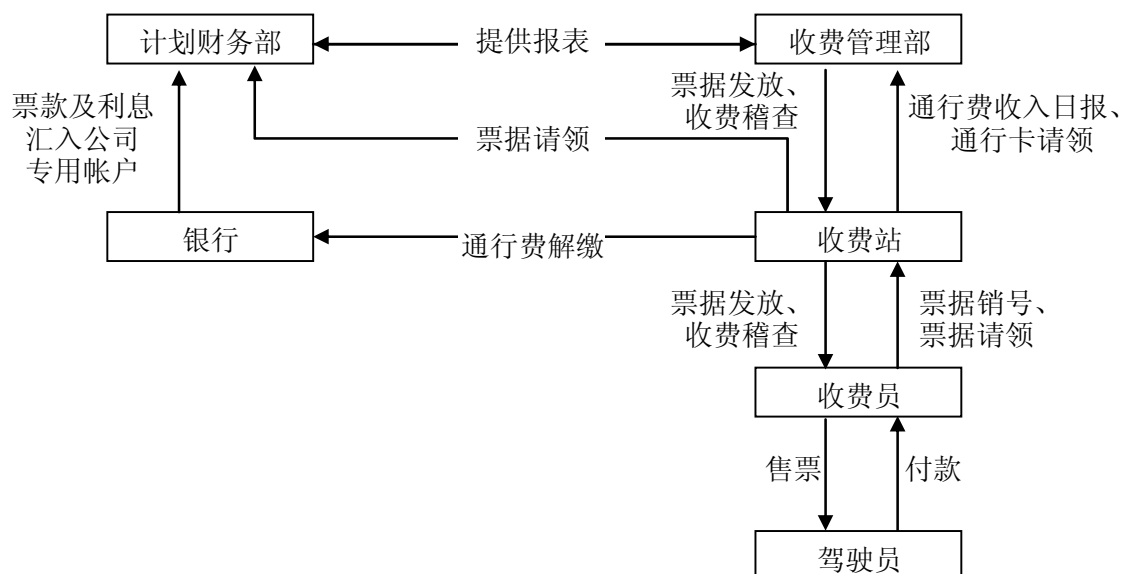 计划财务部
提供报表
收费管理部
票款及利息
汇入公司
专用帐户
票据请领
票据发放、
收费稽查
通行费收入日报、
通行卡请领
银行
通行费解缴
收费站
票据发放、
收费稽查
票据销号、
票据请领
收费员
售票
付款
驾驶员